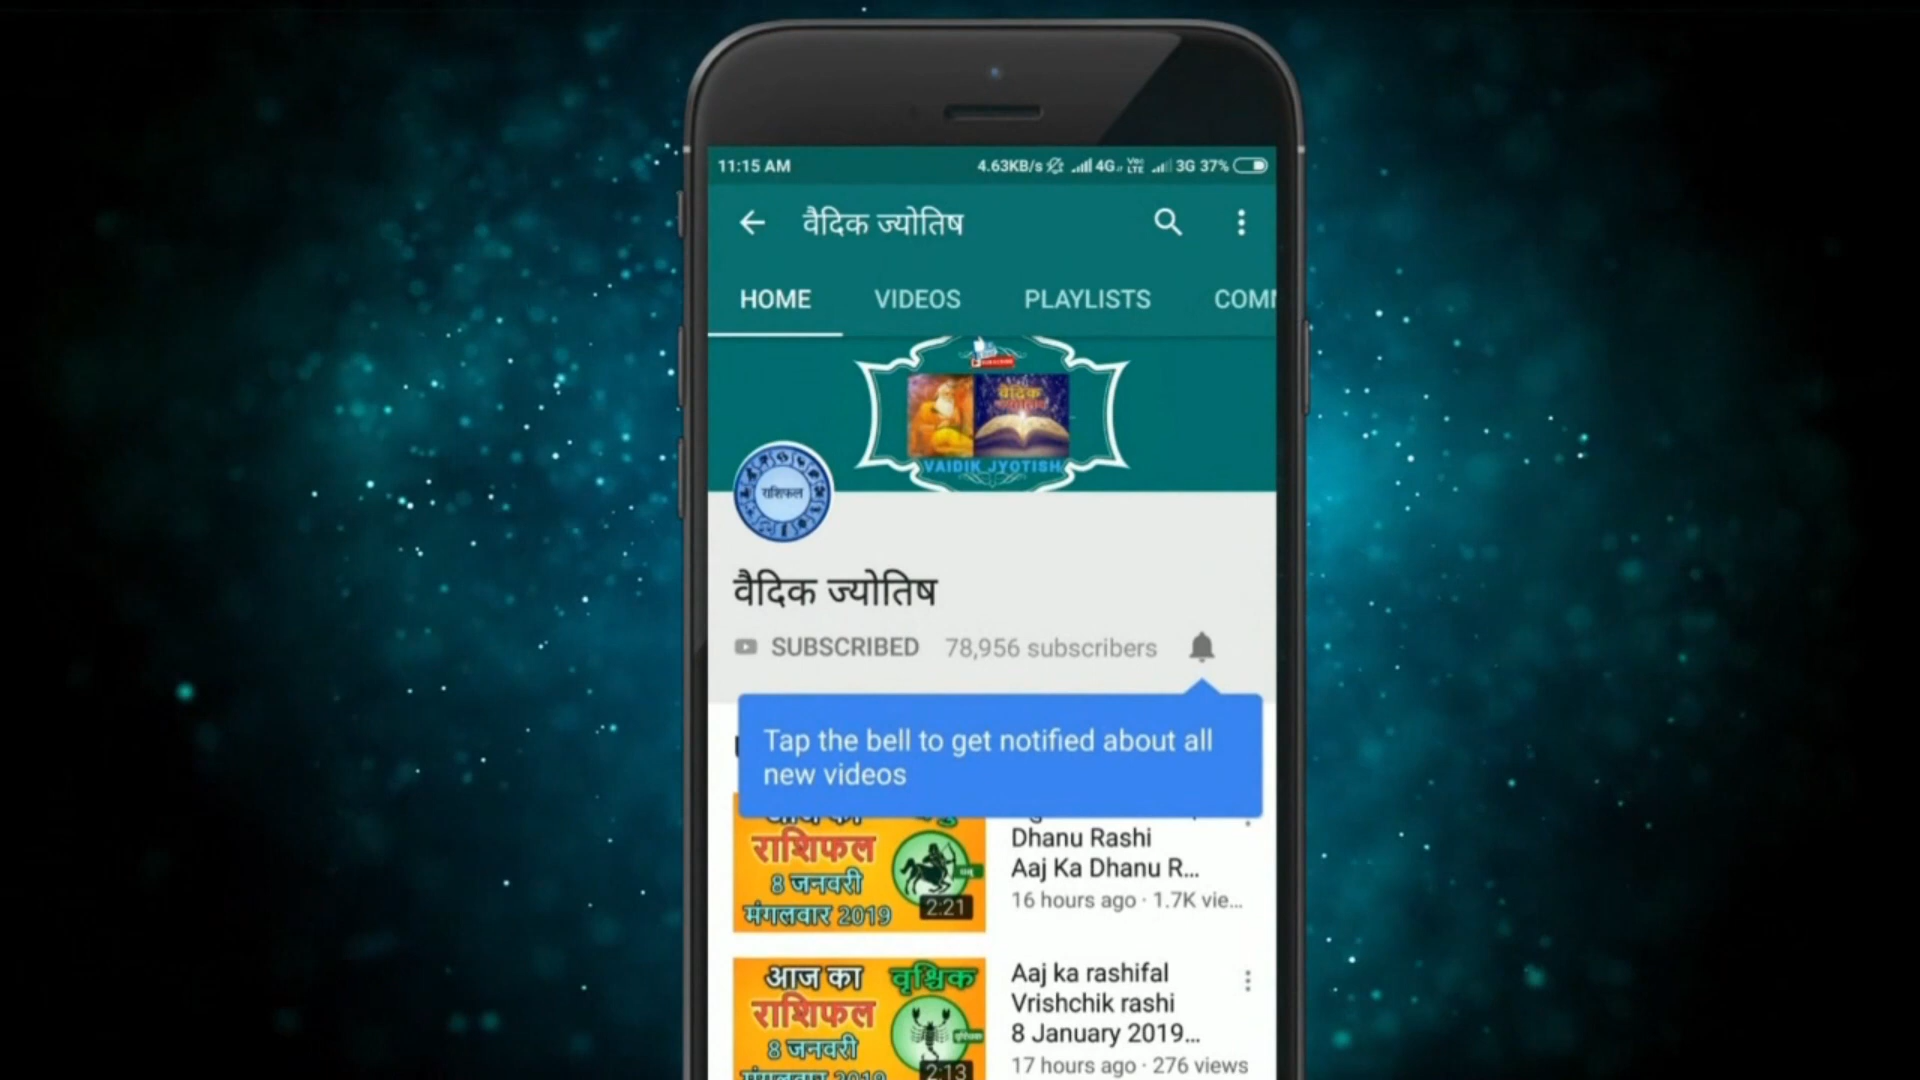 11:15 AM
4.63KB/s 4G Vo LTE 3G 37%
वैदिक ज्योतिष
HOME VIDEOS PLAYLISTS COMM
वैदिक
VAIDIK JYOTISH
राशिफल
वैदिक ज्योतिष
SUBSCRIBED 78,956 subscribers
Tap the bell to get notified about all
new videos
राशिफल
8 जनवरी
मंगलवार 2019
2:21
Dhanu Rashi
Aaj Ka Dhanu R...
16 hours ago · 1.7K vie...
आज का वृश्चिक
राशिफल
8 जनवरी
2:13
Aaj ka rashifal
Vrishchik rashi
8 January 2019...
17 hours ago · 276 views